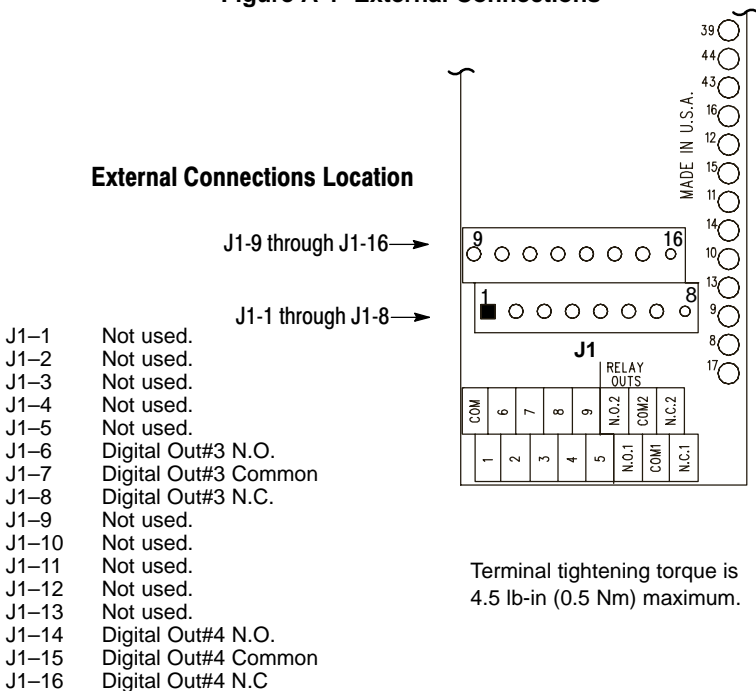 Figure A-1 External Connections
39
44
43
16
12
15
11
14
10
13
9
8
17
MADE IN U.S.A.
External Connections Location
J1-9 through J1-16
9 16
J1-1 through J1-8
1 8
J1
RELAY
OUTS
COM 6 7 8 9 N.O.2 COM2 N.C.2
1 2 3 4 5 N.O.1 COM1 N.C.1
J1–1 Not used.
J1–2 Not used.
J1–3 Not used.
J1–4 Not used.
J1–5 Not used.
J1–6 Digital Out#3 N.O.
J1–7 Digital Out#3 Common
J1–8 Digital Out#3 N.C.
J1–9 Not used.
J1–10 Not used.
J1–11 Not used.
J1–12 Not used.
J1–13 Not used.
J1–14 Digital Out#4 N.O.
J1–15 Digital Out#4 Common
J1–16 Digital Out#4 N.C
Terminal tightening torque is
4.5 lb-in (0.5 Nm) maximum.